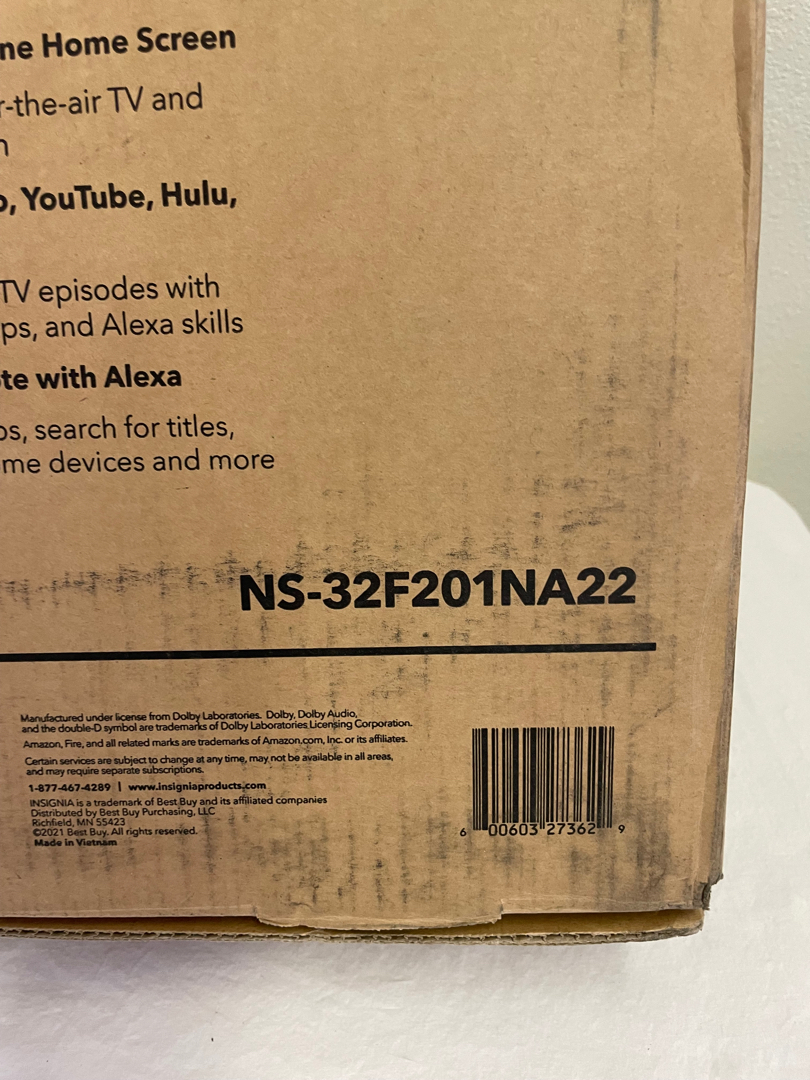 ne Home Screen
r-the-air TV and
n
o, YouTube, Hulu,
TV episodes with
ps, and Alexa skills
te with Alexa
os, search for titles,
me devices and more
NS-32F201NA22
Manufactured under license from Dolby Laboratories. Dolby, Dolby Audio,
and the double-D symbol are trademarks of Dolby Laboratories Licensing Corporation.
Amazon, Fire, and all related marks are trademarks of Amazon.com, Inc. or its affiliates.
Certain services are subject to change at any time, may not be available in all areas,
and may require separate subscriptions.
1-877-467-4289 | www.insigniaproducts.com
INSIGNIA is a trademark of Best Buy and its affiliated companies
Distributed by Best Buy Purchasing, LLC
Richfield, MN 55423
©2021 Best Buy. All rights reserved.
Made in Vietnam
6 00603 27362 9